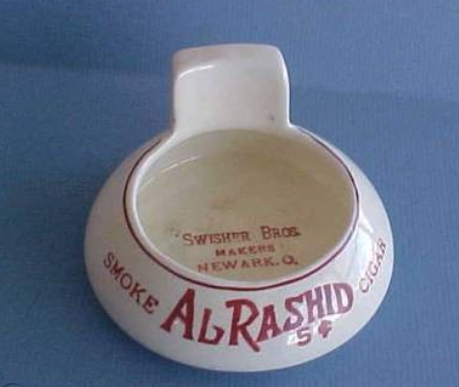 SWISHER BROS.
MAKERS
NEWARK. O.
SMOKE AL RASHID CIGAR
5¢